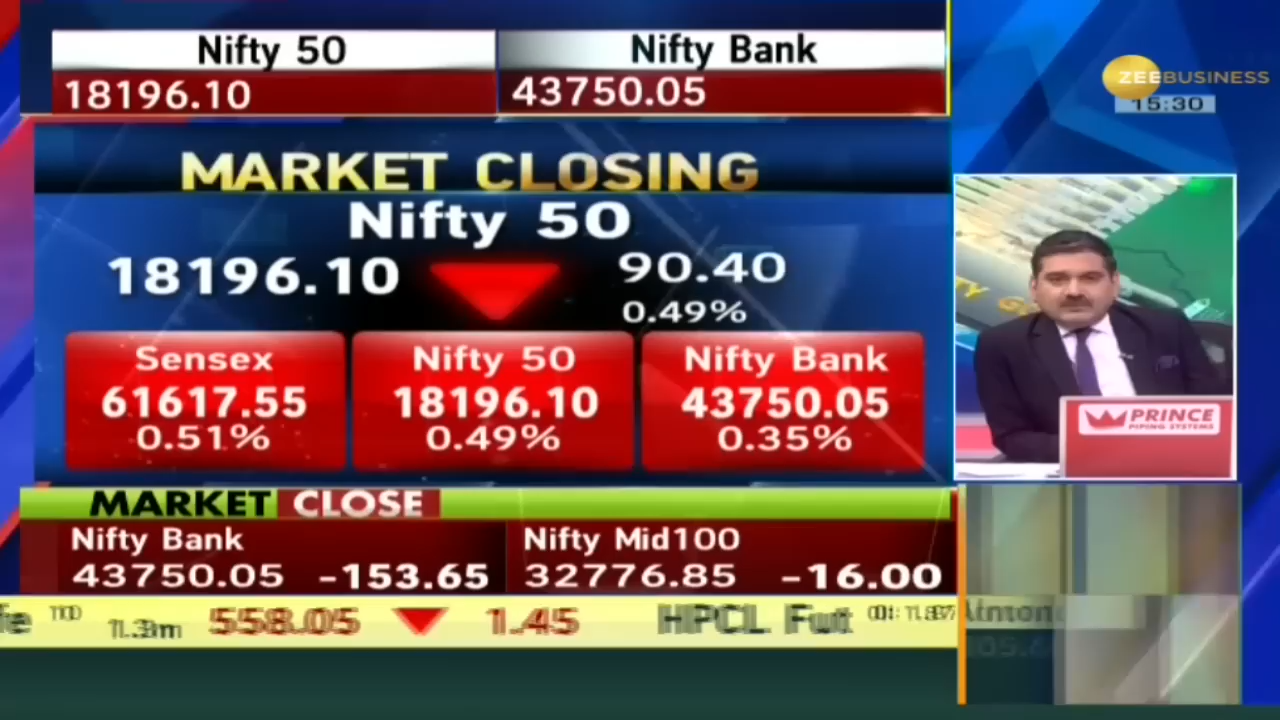 Nifty 50
Nifty Bank
18196.10
43750.05
ZEEBUSINESS
15:30
MARKET CLOSING
Nifty 50
18196.10
90.40
0.49%
Sensex
61617.55
0.51%
Nifty 50
18196.10
0.49%
Nifty Bank
43750.05
0.35%
PRINCE
PIPING SYSTEMS
MARKET CLOSE
Nifty Bank
43750.05 -153.65
Nifty Mid100
32776.85 -16.00
558.05 1.45 HPCL Fut